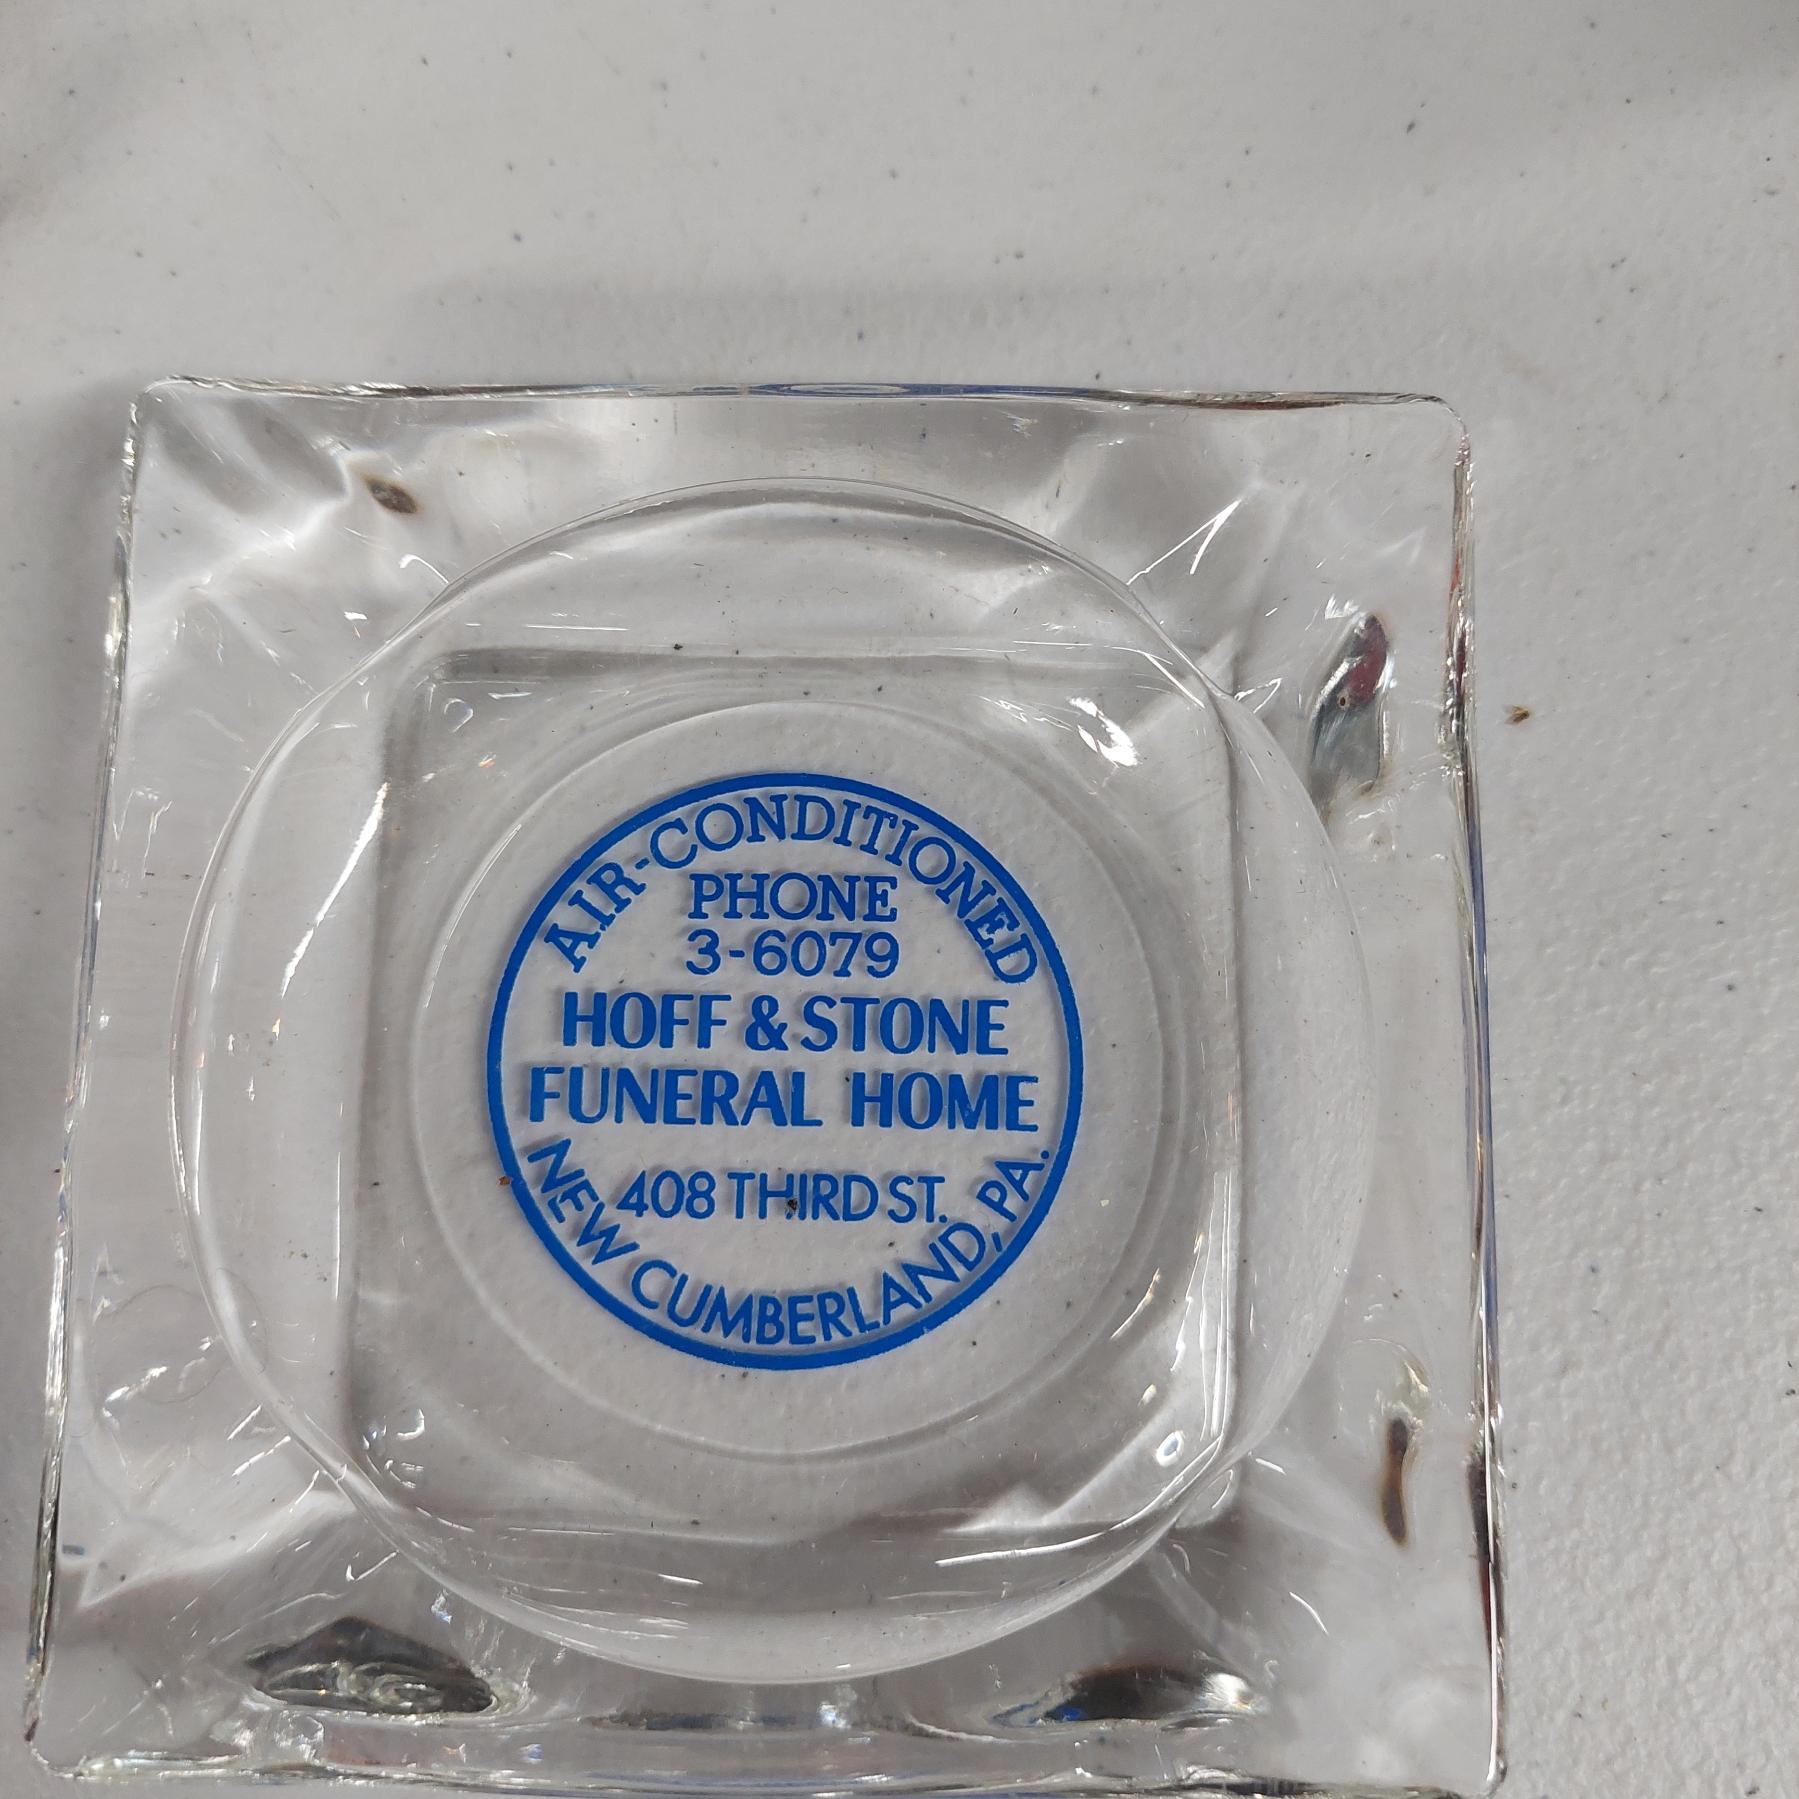 AIR-CONDITIONED
PHONE
3-6079
HOFF & STONE
FUNERAL HOME
408 THIRD ST.
NEW CUMBERLAND, PA.